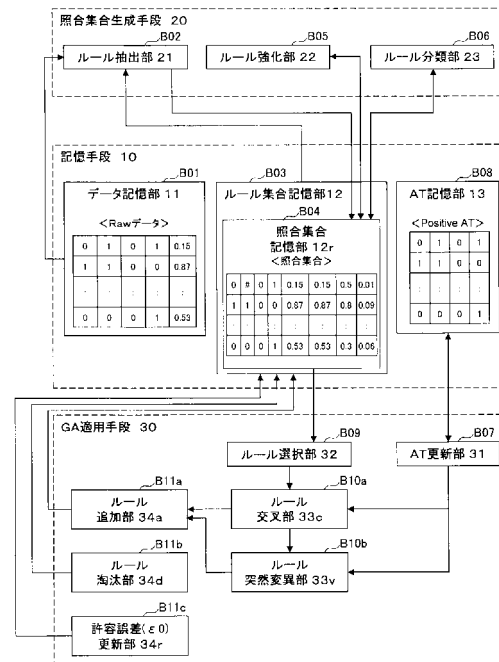 照合集合生成手段 20
B02
ルール抽出部 21
B05
ルール強化部 22
B06
ルール分類部 23
記憶手段 10
B01
データ記憶部 11
<Rawデータ>
0 1 0 1 0.15
1 1 0 0 0.87
: : : : :
0 0 0 1 0.53
B03
ルール集合記憶部 12
B04
照合集合
記憶部 12r
<照合集合>
0 # 0 1 0.15 0.15 0.5 0.01
1 1 0 0 0.87 0.87 0.8 0.09
: : : : : : : :
0 0 0 1 0.53 0.53 0.3 0.06
B08
AT記憶部 13
<Positive AT>
0 1 0 1
1 1 0 0
: : : :
0 0 0 1
GA適用手段 30
B09
ルール選択部 32
B07
AT更新部 31
B11a
ルール
追加部 34a
B10a
ルール
交叉部 33c
B11b
ルール
淘汰部 34d
B10b
ルール
突然変異部 33v
B11c
許容誤差(ε0)
更新部 34r